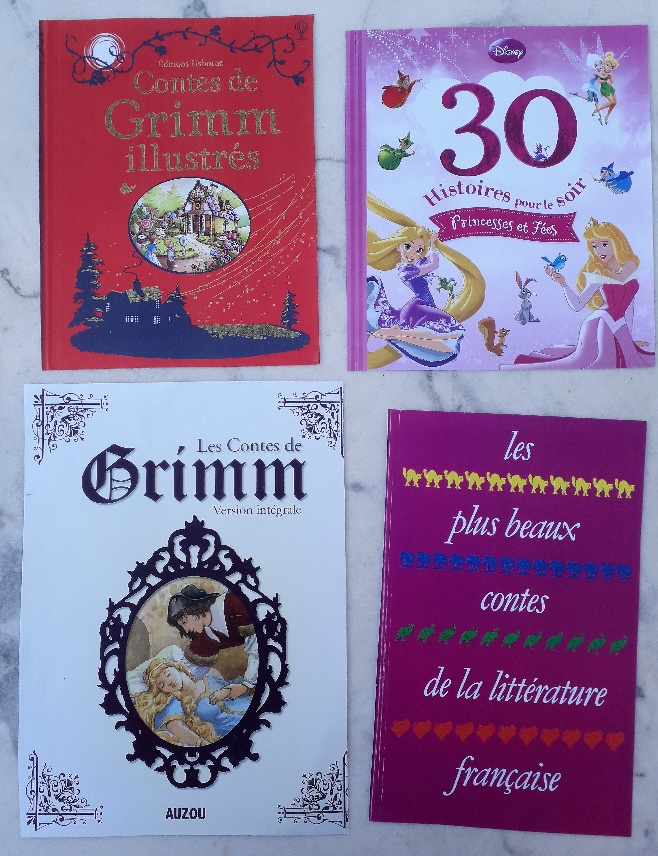 Éditions Usborne
Contes de
Grimm
illustrés
Disney
30
Histoires pour le soir
Princesses et Fées
Les Contes de
Grimm
Version intégrale
AUZOU
les
plus beaux
contes
de la littérature
française